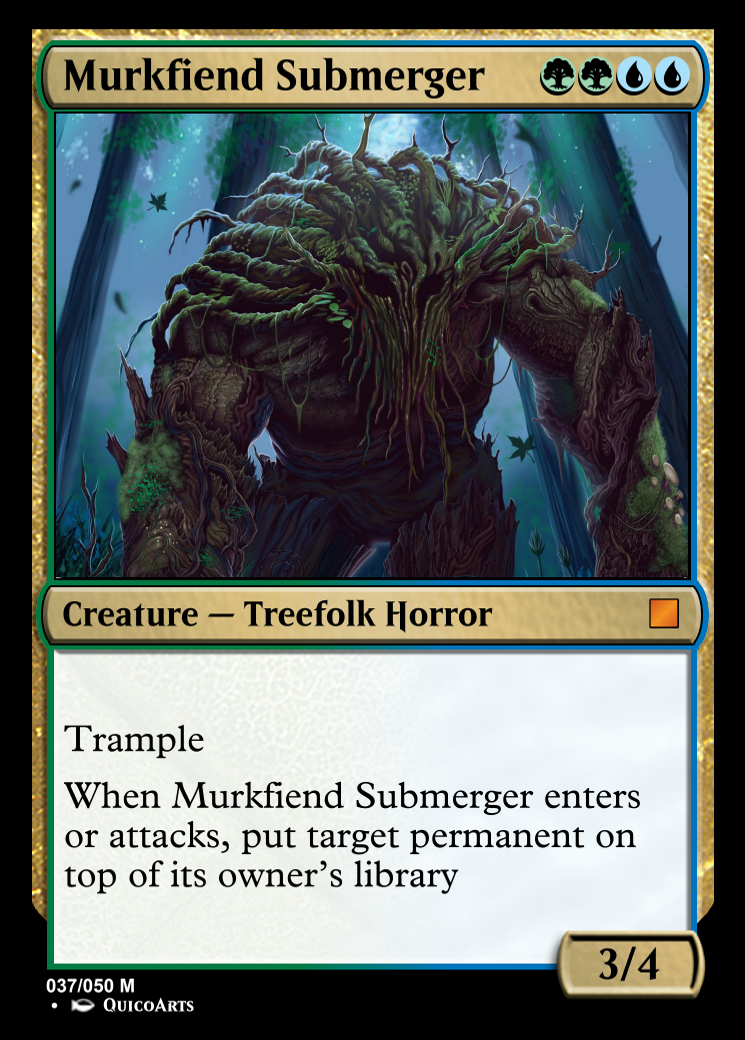 Murkfiend Submerger
Creature — Treefolk Horror
Trample
When Murkfiend Submerger enters
or attacks, put target permanent on
top of its owner’s library
3/4
037/050 M
• QuicoArts